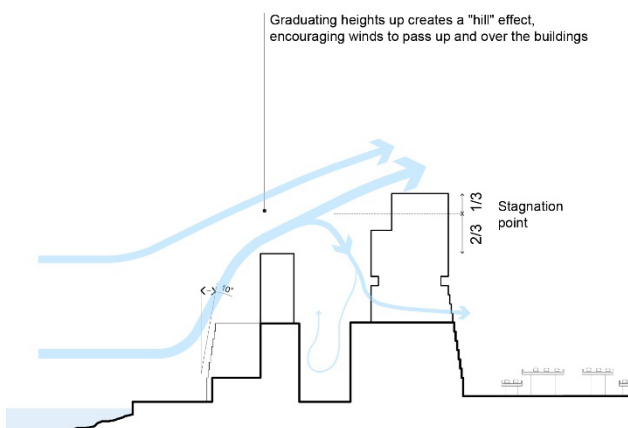 Graduating heights up creates a "hill" effect,
encouraging winds to pass up and over the buildings
1/3
Stagnation
point
2/3
10°